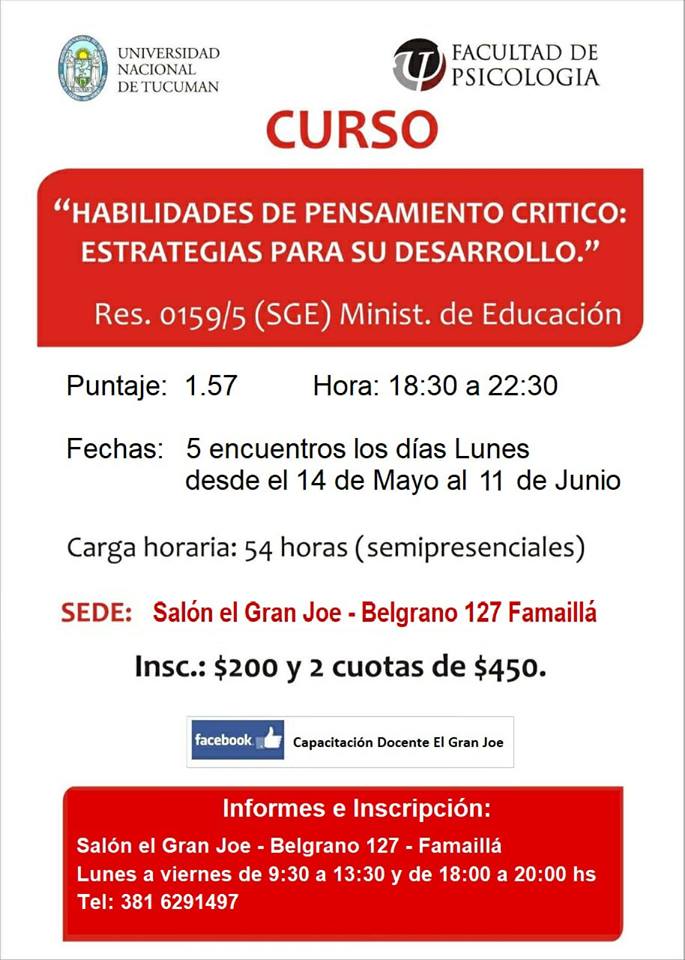 UNIVERSIDAD
NACIONAL
DE TUCUMAN
FACULTAD DE
PSICOLOGIA
CURSO
“HABILIDADES DE PENSAMIENTO CRITICO:
ESTRATEGIAS PARA SU DESARROLLO.”
Res. 0159/5 (SGE) Minist. de Educación
Puntaje: 1.57 Hora: 18:30 a 22:30
Fechas: 5 encuentros los días Lunes
desde el 14 de Mayo al 11 de Junio
Carga horaria: 54 horas (semipresenciales)
SEDE: Salón el Gran Joe - Belgrano 127 Famaillá
Insc.: $200 y 2 cuotas de $450.
facebook Capacitación Docente El Gran Joe
Informes e Inscripción:
Salón el Gran Joe - Belgrano 127 - Famaillá
Lunes a viernes de 9:30 a 13:30 y de 18:00 a 20:00 hs
Tel: 381 6291497